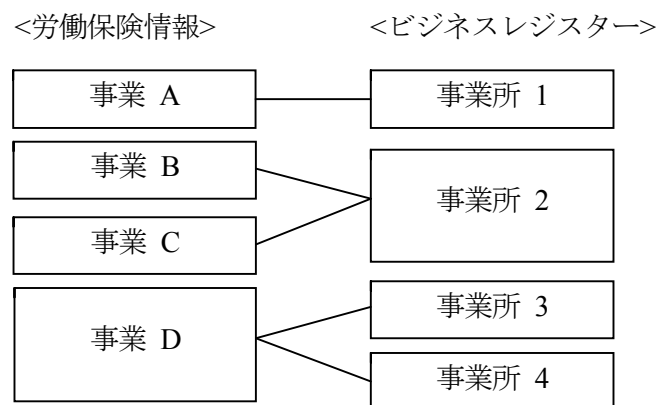 <労働保険情報> <ビジネスレジスター>
事業 A 事業所 1
事業 B
事業所 2
事業 C
事業所 3
事業 D
事業所 4